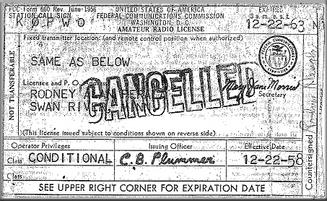 FCC Form 660 Rev. June 1956
UNITED STATES OF AMERICA
STATION CALL SIGN
FEDERAL COMMUNICATIONS COMMISSION
12-22-63
AMATEUR RADIO LICENSE
Fixed transmitter location: (and remote control position when authorized)
SAME AS BELOW
NOT TRANSFERABLE
CANCELLED
Mary Jane Morris
Secretary
Licensee and P. O.
RODNEY
SWAN
(This license issued subject to conditions shown on reverse side)
Countersigned
Operator Privileges
Issuing Officer
Effective Date
Class CONDITIONAL
C. B. Plummer
12-22-58
SEE UPPER RIGHT CORNER FOR EXPIRATION DATE